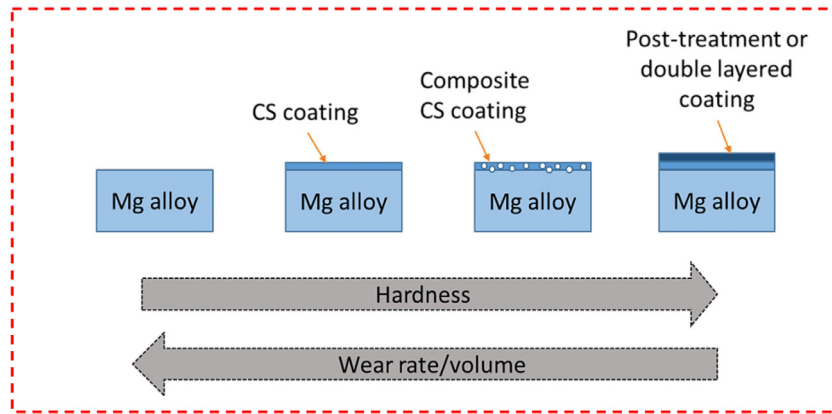 Post-treatment or
double layered
coating
Composite
CS coating
CS coating
Mg alloy
Mg alloy
Mg alloy
Mg alloy
Hardness
Wear rate/volume